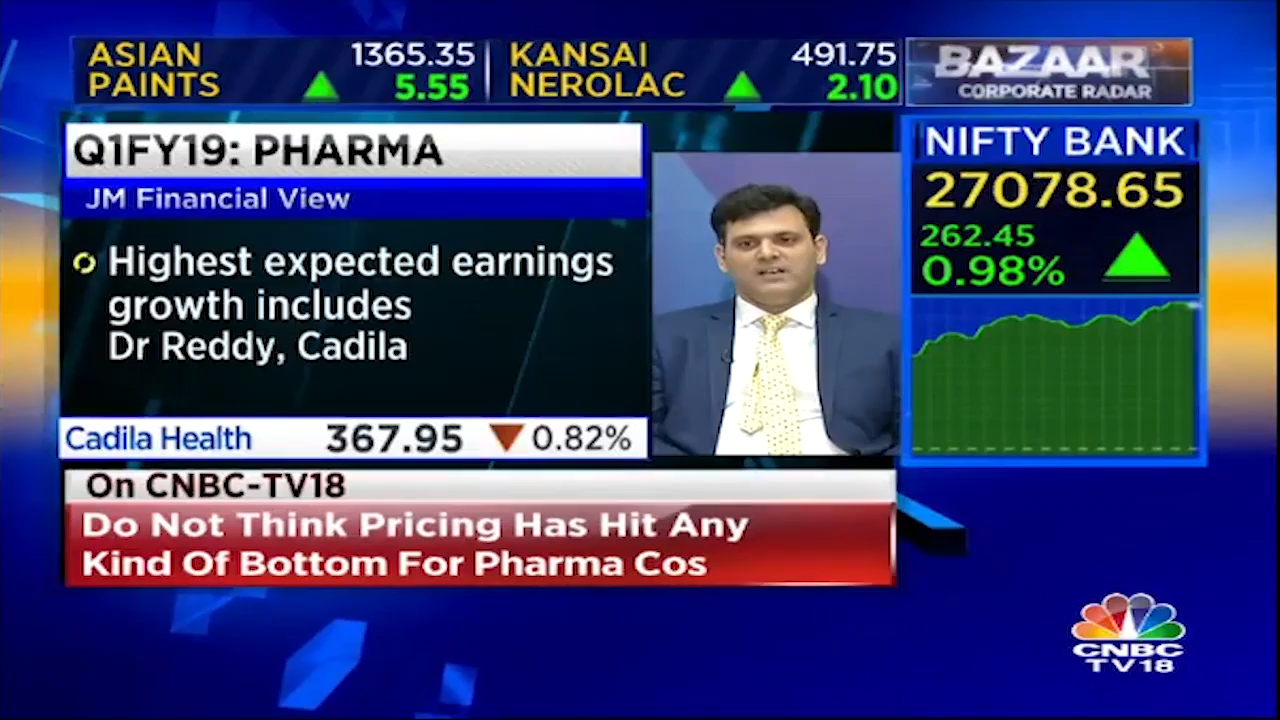 ASIAN PAINTS 1365.35 5.55
KANSAI NEROLAC 491.75 2.10
BAZAAR
CORPORATE RADAR
Q1FY19: PHARMA
JM Financial View
Highest expected earnings
growth includes
Dr Reddy, Cadila
Cadila Health 367.95 0.82%
NIFTY BANK
27078.65
262.45
0.98%
On CNBC-TV18
Do Not Think Pricing Has Hit Any
Kind Of Bottom For Pharma Cos
CNBC
TV18